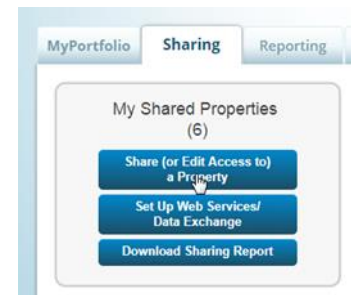 MyPortfolio Sharing Reporting
My Shared Properties
(6)
Share (or Edit Access to)
a Property
Set Up Web Services/
Data Exchange
Download Sharing Report